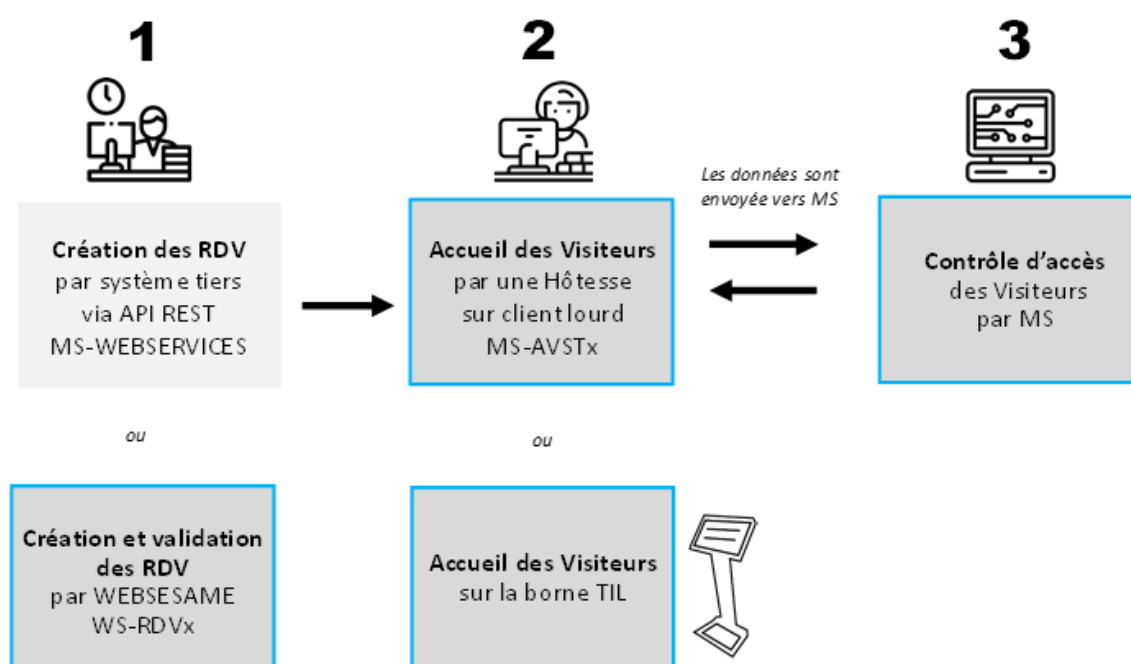 1
2
3
Les données sont
envoyée vers MS
Création des RDV
par système tiers
via API REST
MS-WEBSERVICES
Accueil des Visiteurs
par une Hôtesse
sur client lourd
MS-AVSTx
Contrôle d'accès
des Visiteurs
par MS
ou
ou
Création et validation
des RDV
par WEBSESAME
WS-RDVx
Accueil des Visiteurs
sur la borne TIL